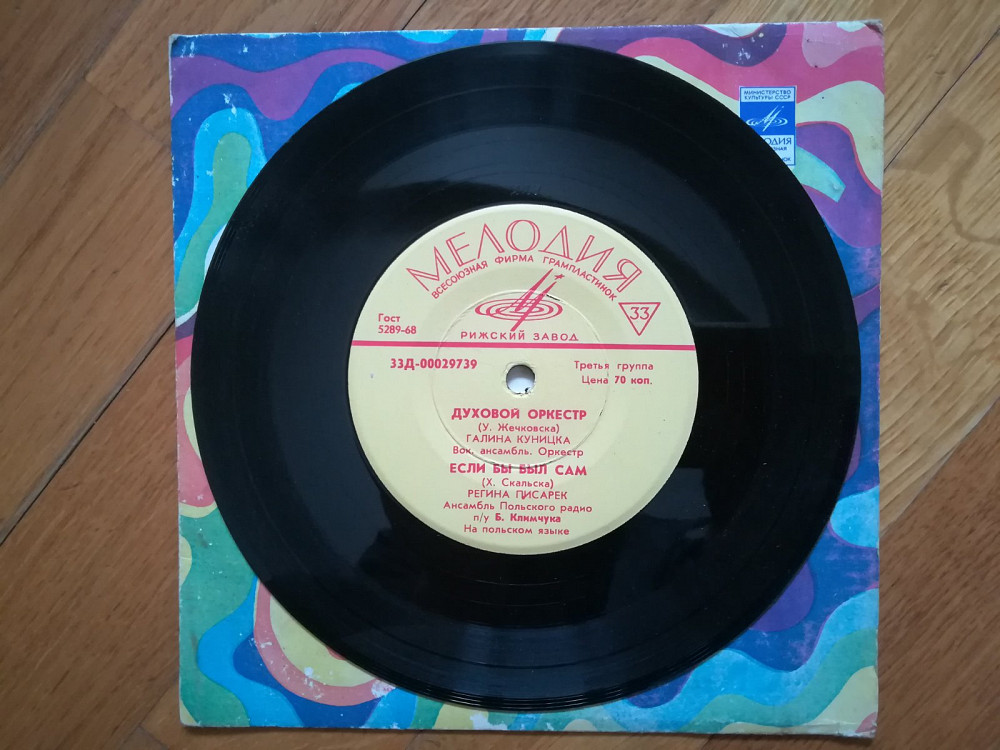 МИНИСТЕРСТВО
КУЛЬТУРЫ СССР
МЕЛОДИЯ
ВСЕСОЮЗНАЯ ФИРМА ГРАМПЛАСТИНОК
33
Гост
5289-68
РИЖСКИЙ ЗАВОД
33Д-00029739
Третья группа
Цена 70 коп.
ДУХОВОЙ ОРКЕСТР
(У. Жечковска)
ГАЛИНА КУНИЦКА
Вок. ансамбль. Оркестр
ЕСЛИ БЫ БЫЛ САМ
(Х. Скальска)
РЕГИНА ПИСАРЕК
Ансамбль Польского радио
п/у Б. Климчука
На польском языке